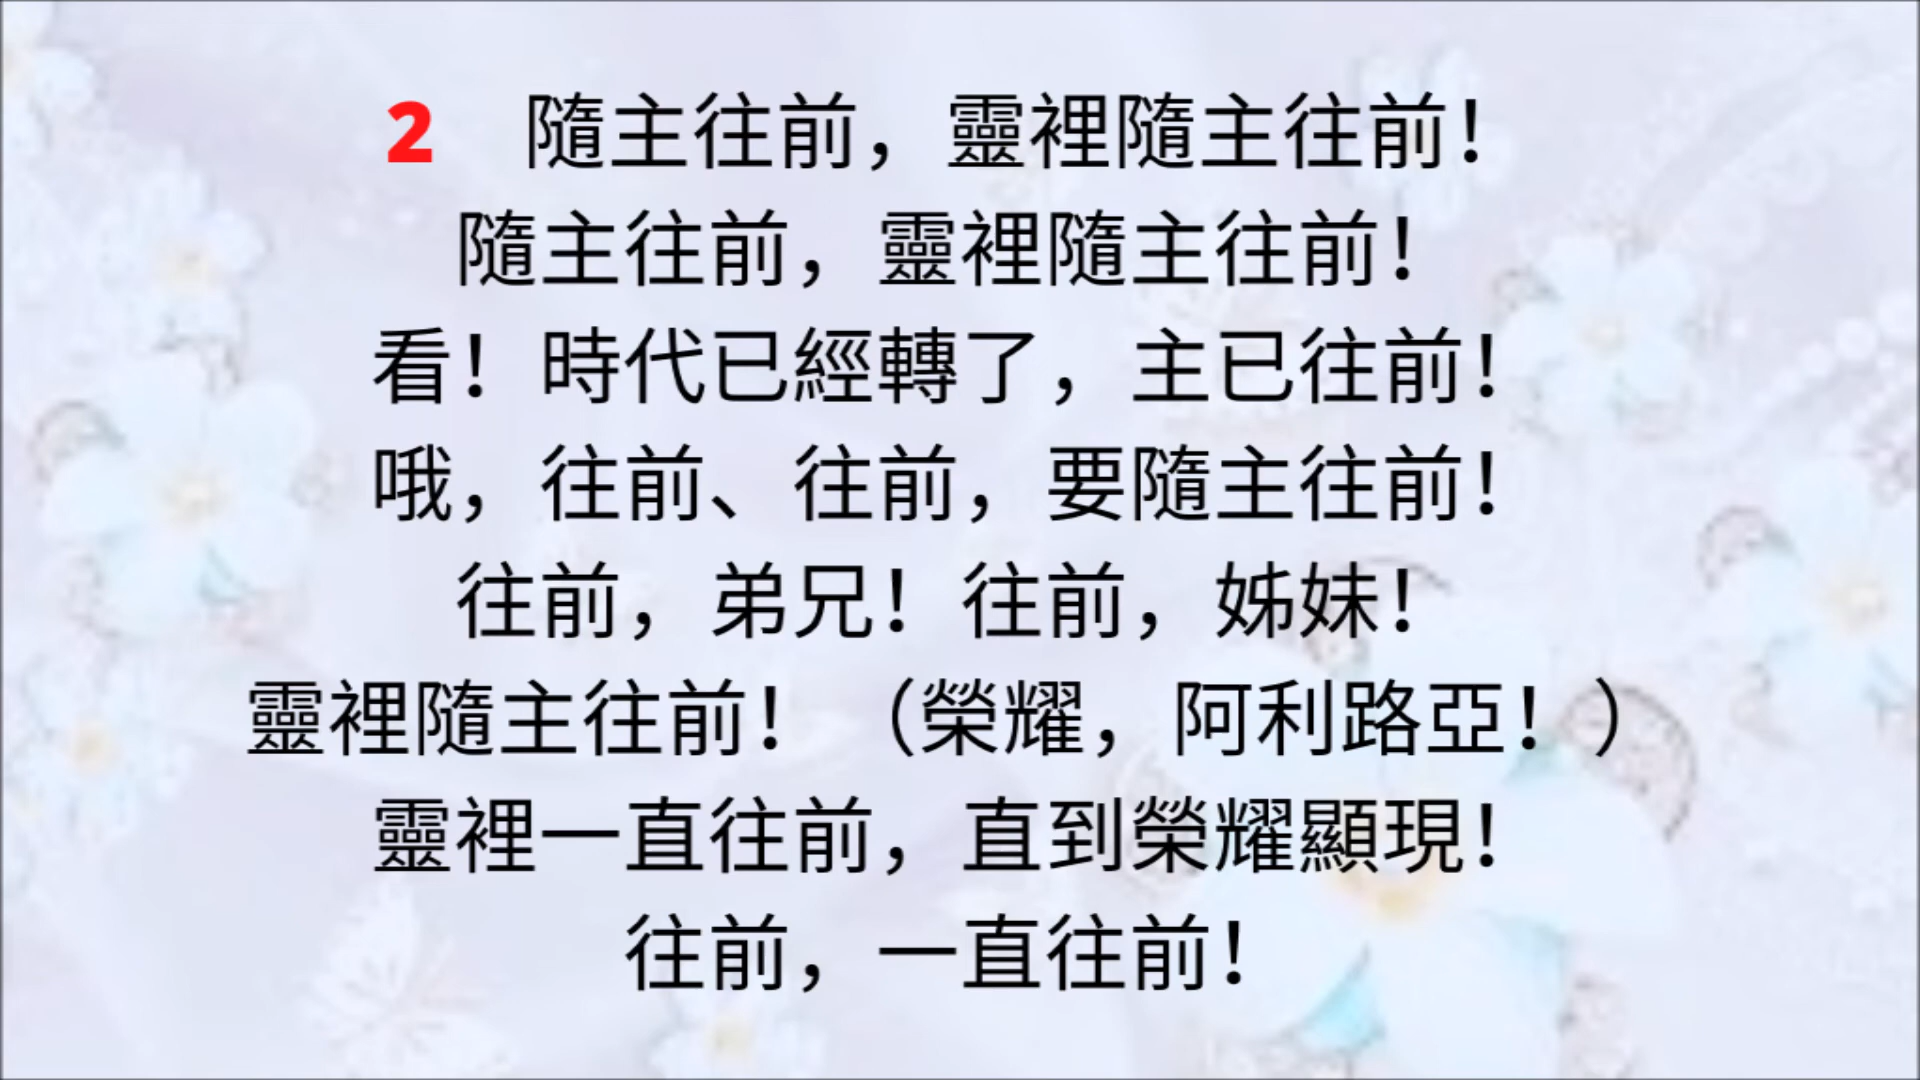 2 隨主往前，靈裡隨主往前！
隨主往前，靈裡隨主往前！
看！時代已經轉了，主已往前！
哦，往前、往前，要隨主往前！
往前，弟兄！往前，姊妹！
靈裡隨主往前！（榮耀，阿利路亞！）
靈裡一直往前，直到榮耀顯現！
往前，一直往前！